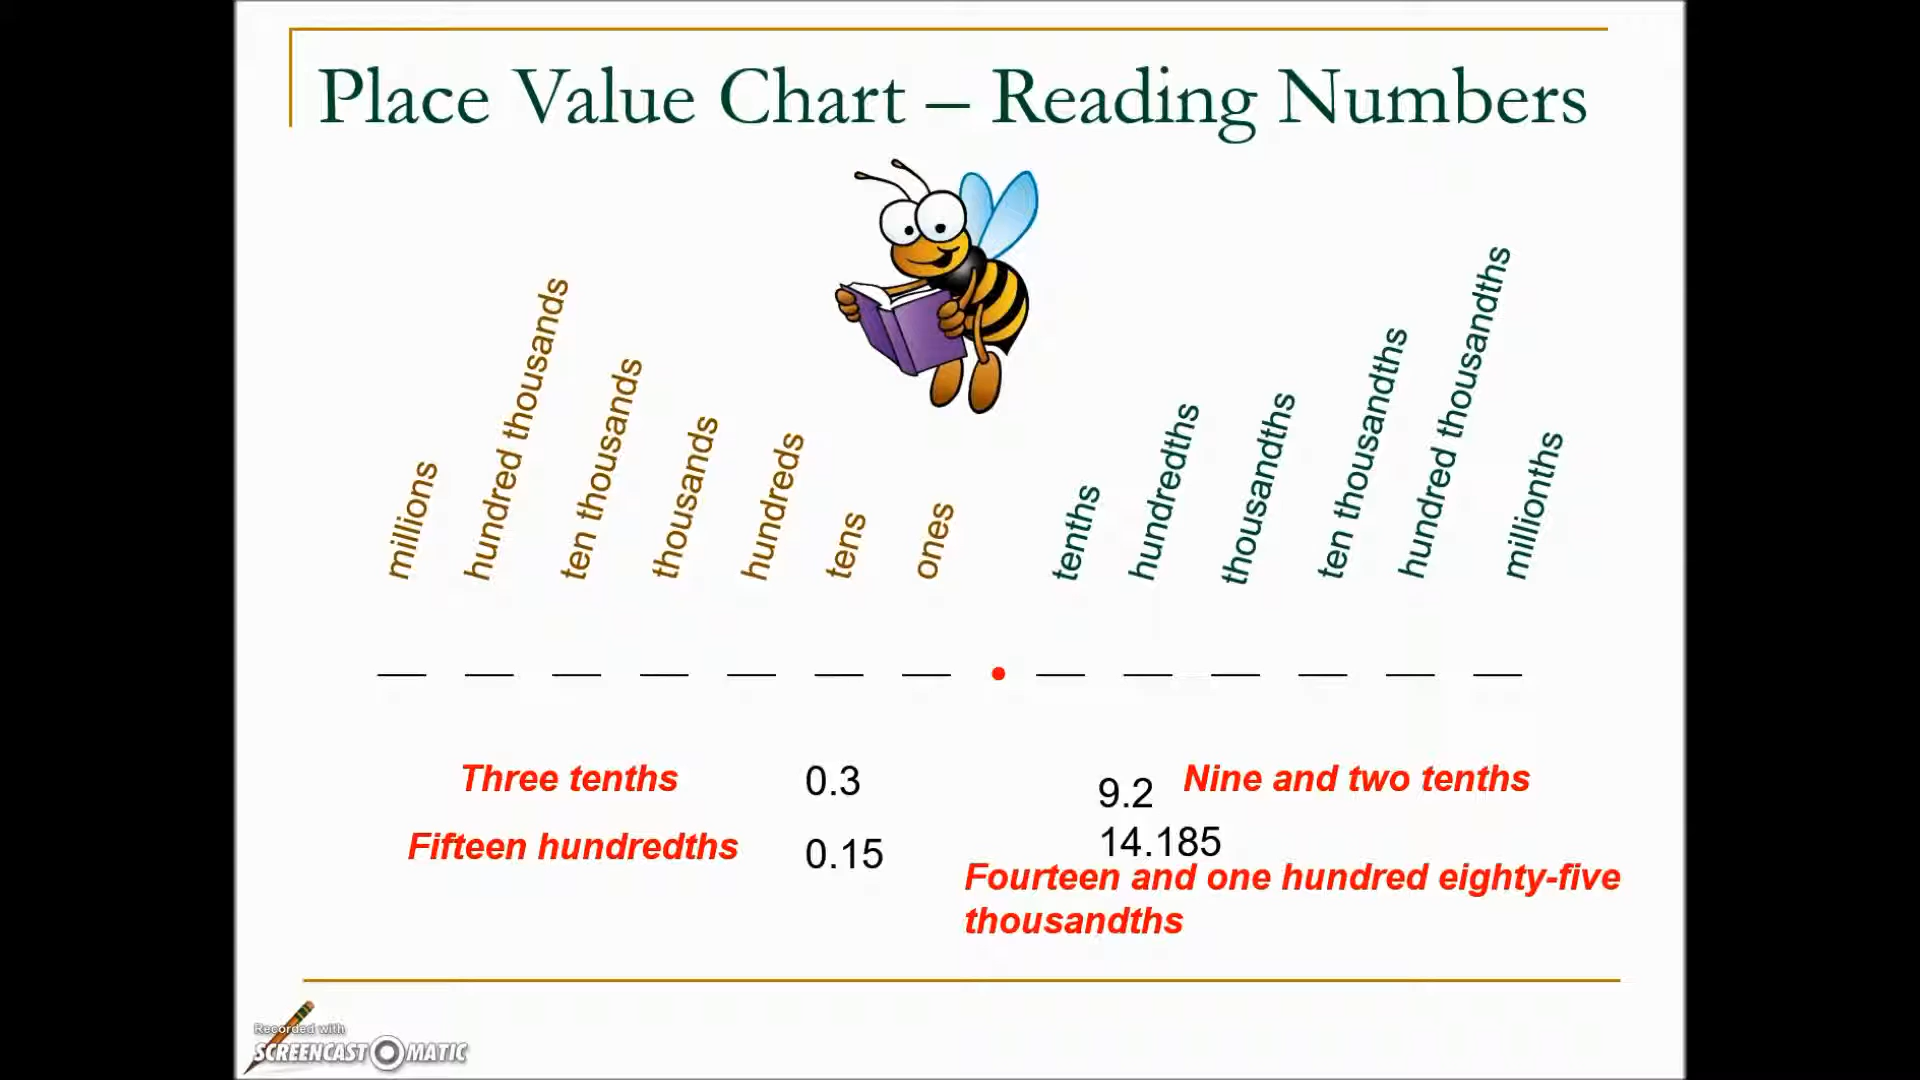 Place Value Chart – Reading Numbers
millions
hundred thousands
ten thousands
thousands
hundreds
tens
ones
tenths
hundredths
thousandths
ten thousandths
hundred thousandths
millionths
Three tenths 0.3
9.2 Nine and two tenths
Fifteen hundredths 0.15
14.185
Fourteen and one hundred eighty-five
thousandths
Recorded with
SCREENCAST O MATIC